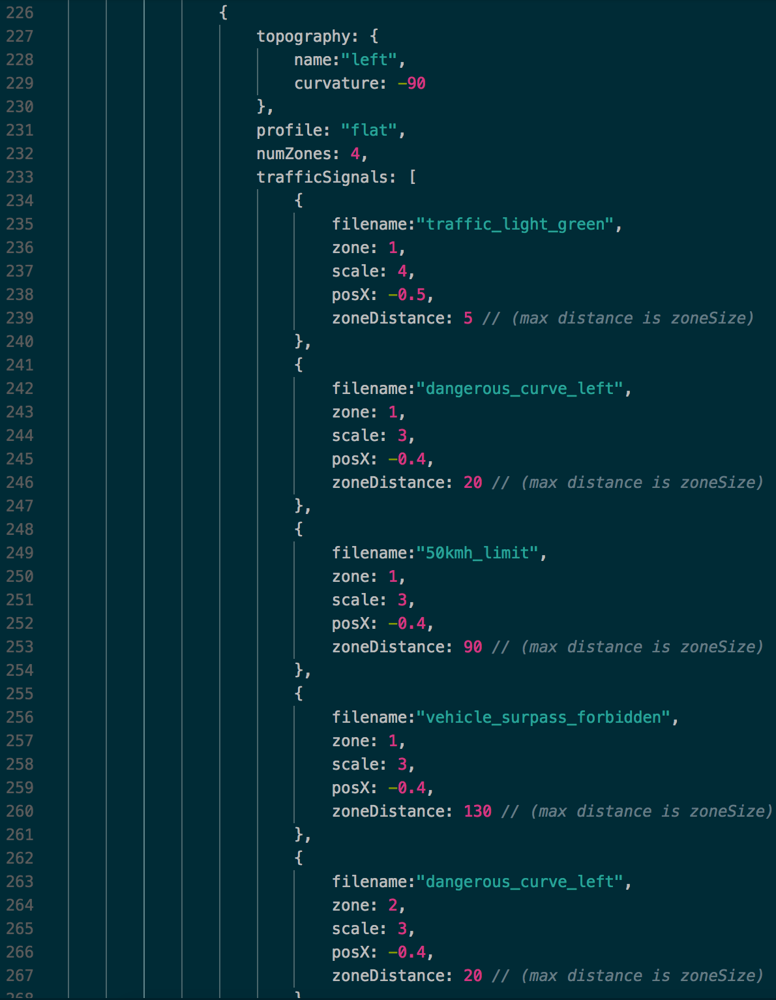 226 {
227 topography: {
228 name:"left",
229 curvature: -90
230 },
231 profile: "flat",
232 numZones: 4,
233 trafficSignals: [
234 {
235 filename:"traffic_light_green",
236 zone: 1,
237 scale: 4,
238 posX: -0.5,
239 zoneDistance: 5 // (max distance is zoneSize)
240 },
241 {
242 filename:"dangerous_curve_left",
243 zone: 1,
244 scale: 3,
245 posX: -0.4,
246 zoneDistance: 20 // (max distance is zoneSize)
247 },
248 {
249 filename:"50kmh_limit",
250 zone: 1,
251 scale: 3,
252 posX: -0.4,
253 zoneDistance: 90 // (max distance is zoneSize)
254 },
255 {
256 filename:"vehicle_surpass_forbidden",
257 zone: 1,
258 scale: 3,
259 posX: -0.4,
260 zoneDistance: 130 // (max distance is zoneSize)
261 },
262 {
263 filename:"dangerous_curve_left",
264 zone: 2,
265 scale: 3,
266 posX: -0.4,
267 zoneDistance: 20 // (max distance is zoneSize)
268 }